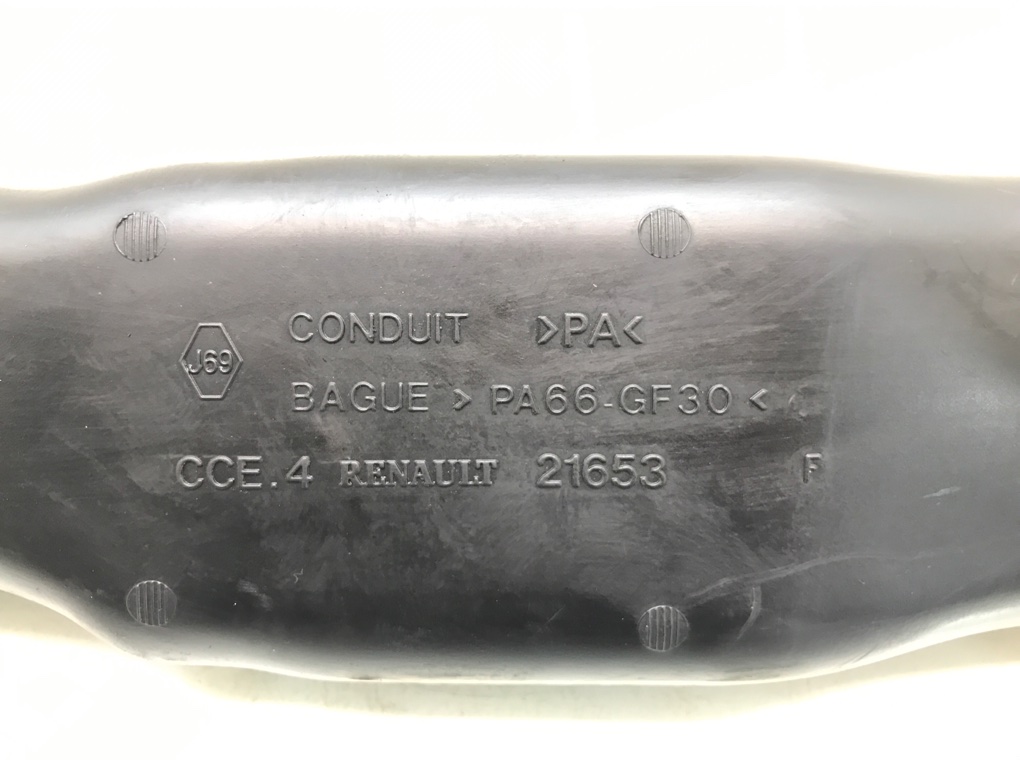 CONDUIT >PA<
J69
BAGUE > PA66-GF30 <
CCE.4 RENAULT 21653 F